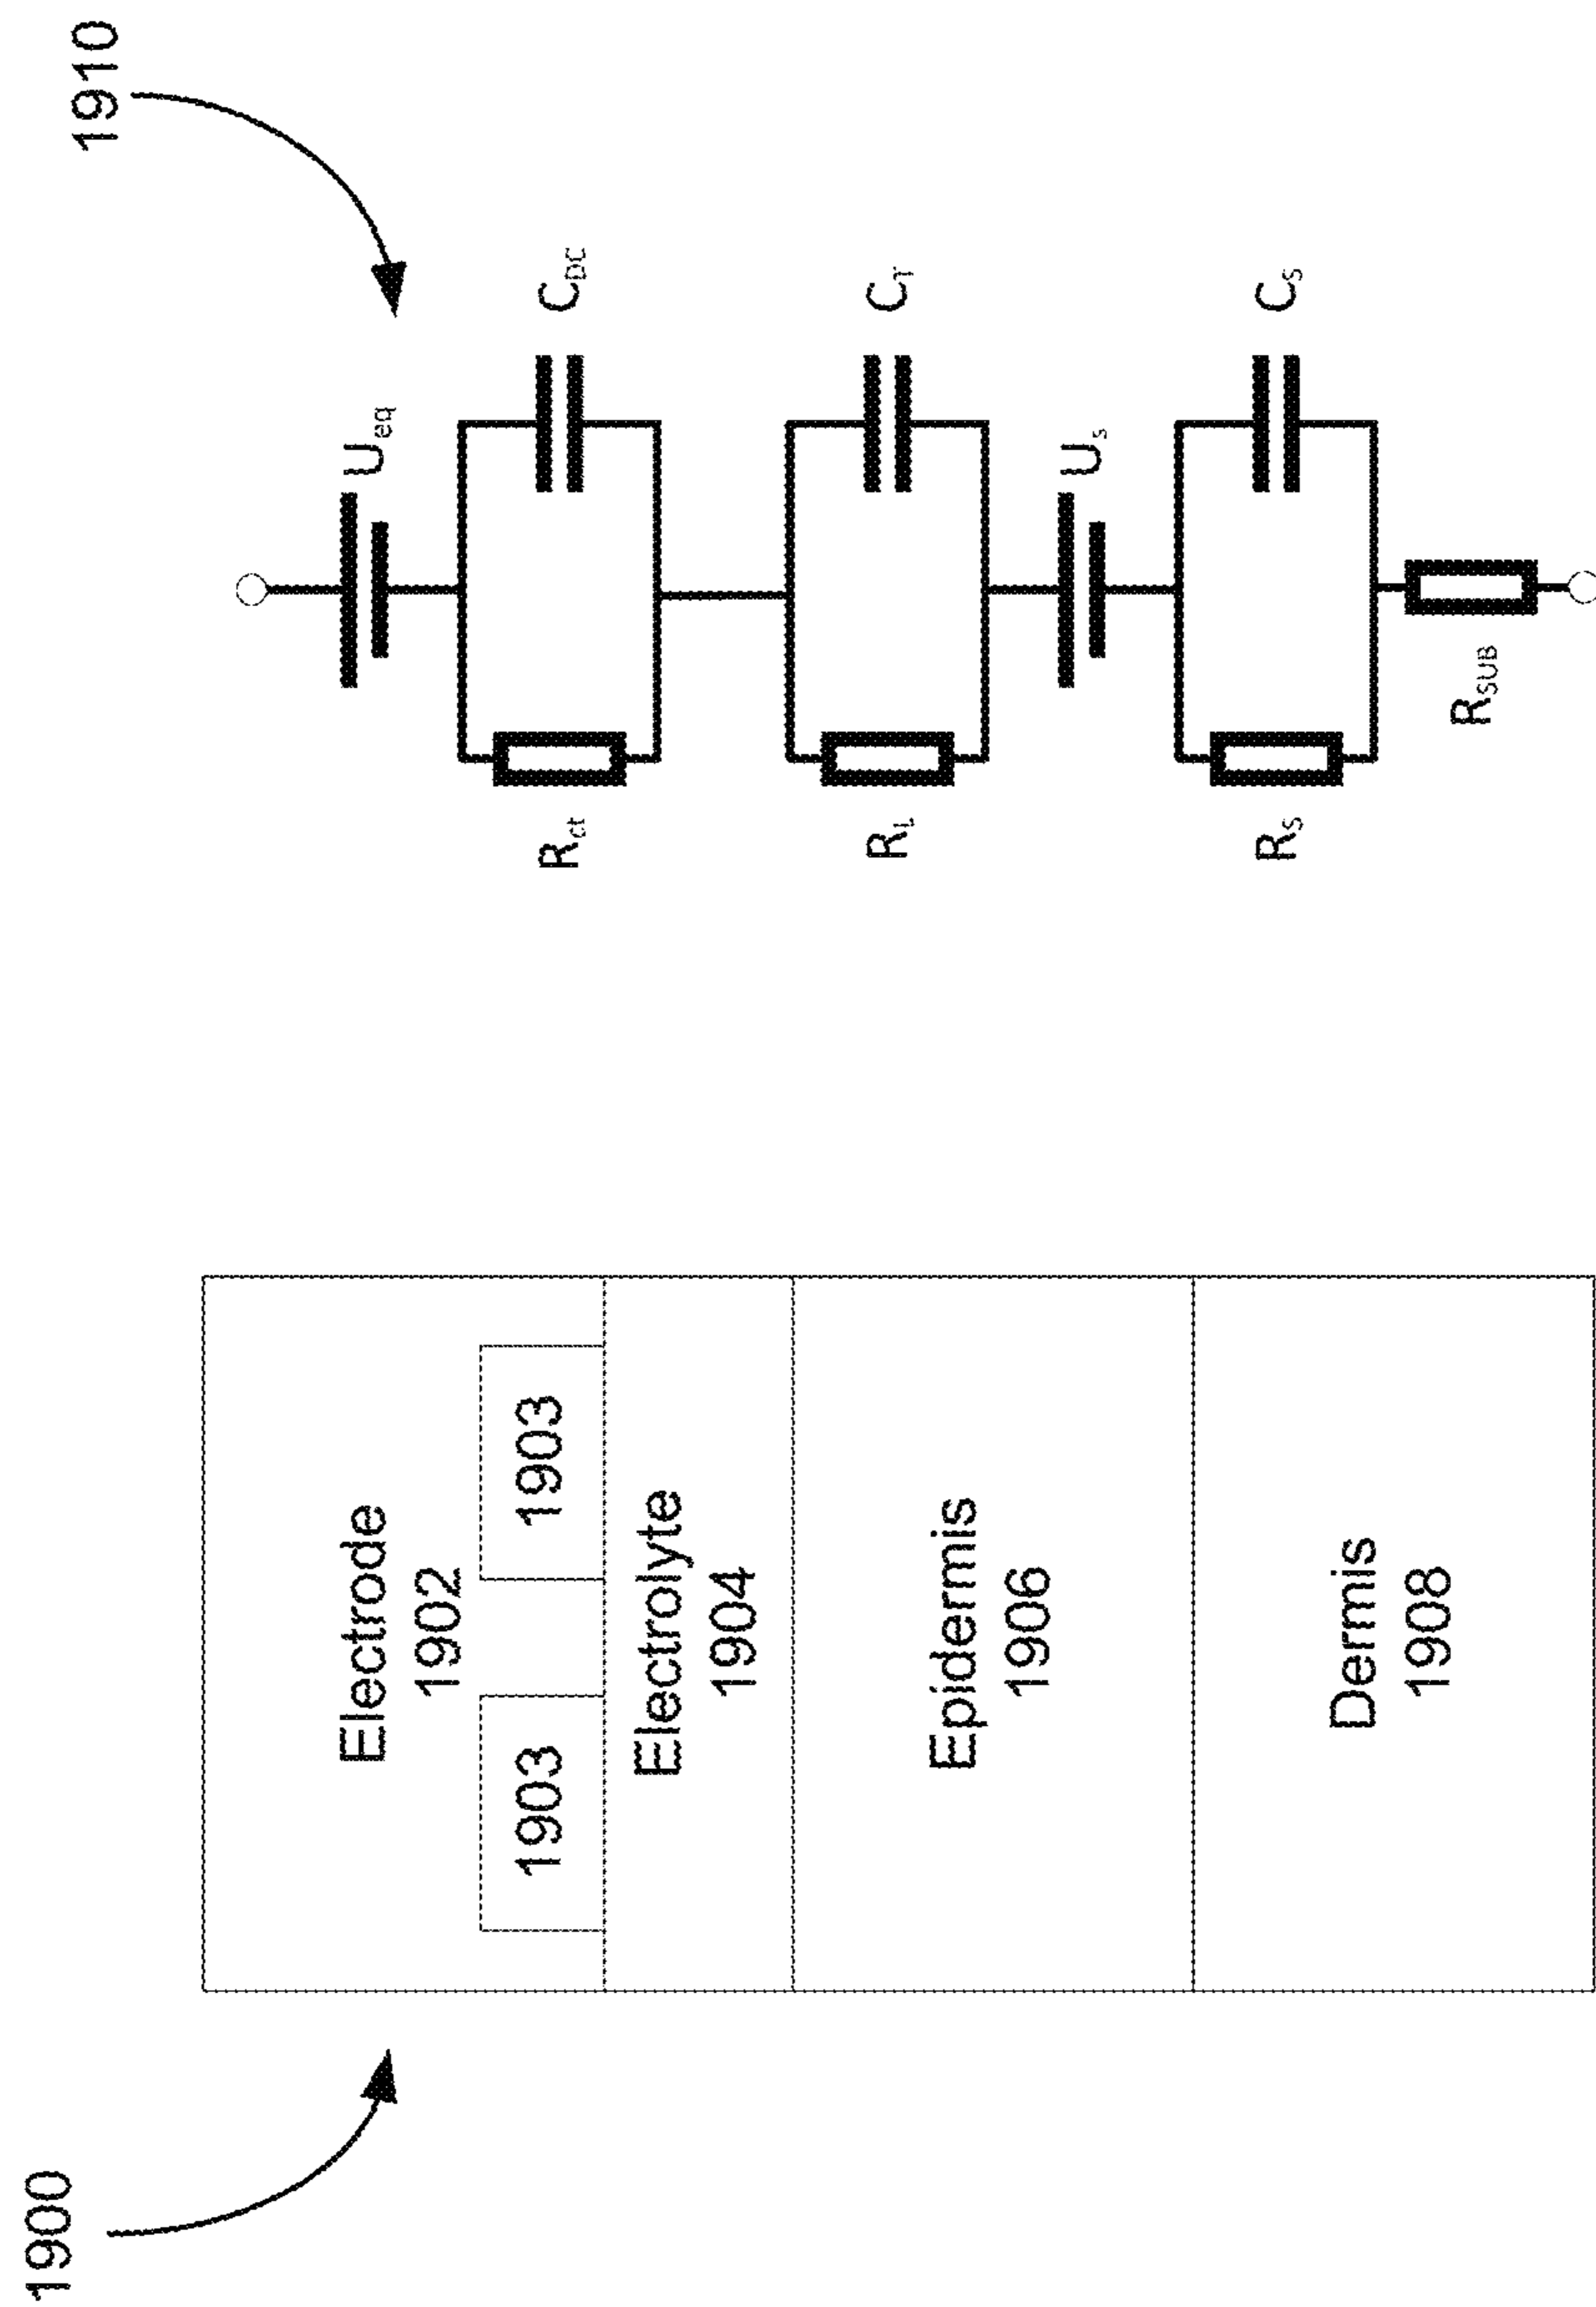 1900
Electrode
1902
1903
1903
Electrolyte
1904
Epidermis
1906
Dermis
1908
1910
U_eq
R_ct
C_DC
R_L
C_T
U_s
R_S
C_S
R_SUB